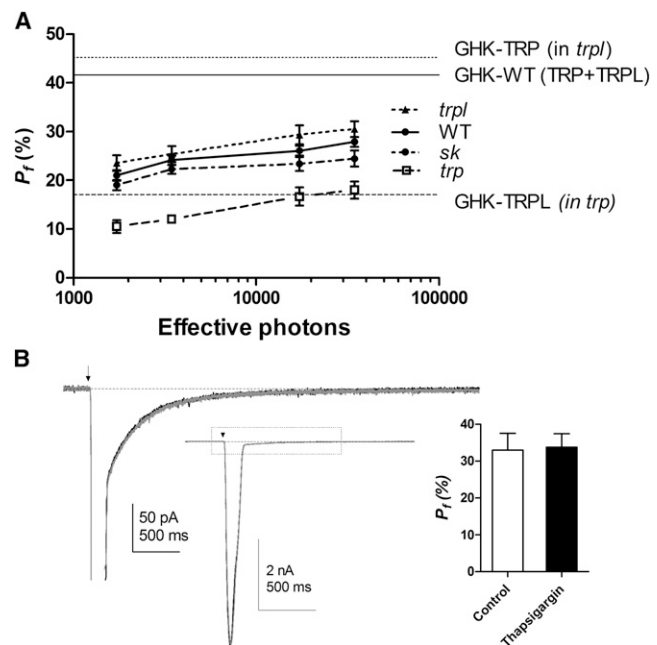 A
P_f (%)
50
40
30
20
10
0
1000
10000
100000
Effective photons
GHK-TRP (in trpl)
GHK-WT (TRP+TRPL)
trpl
WT
sk
trp
GHK-TRPL (in trp)
B
50 pA
500 ms
2 nA
500 ms
P_f (%)
40
30
20
10
0
Control
Thapsigargin